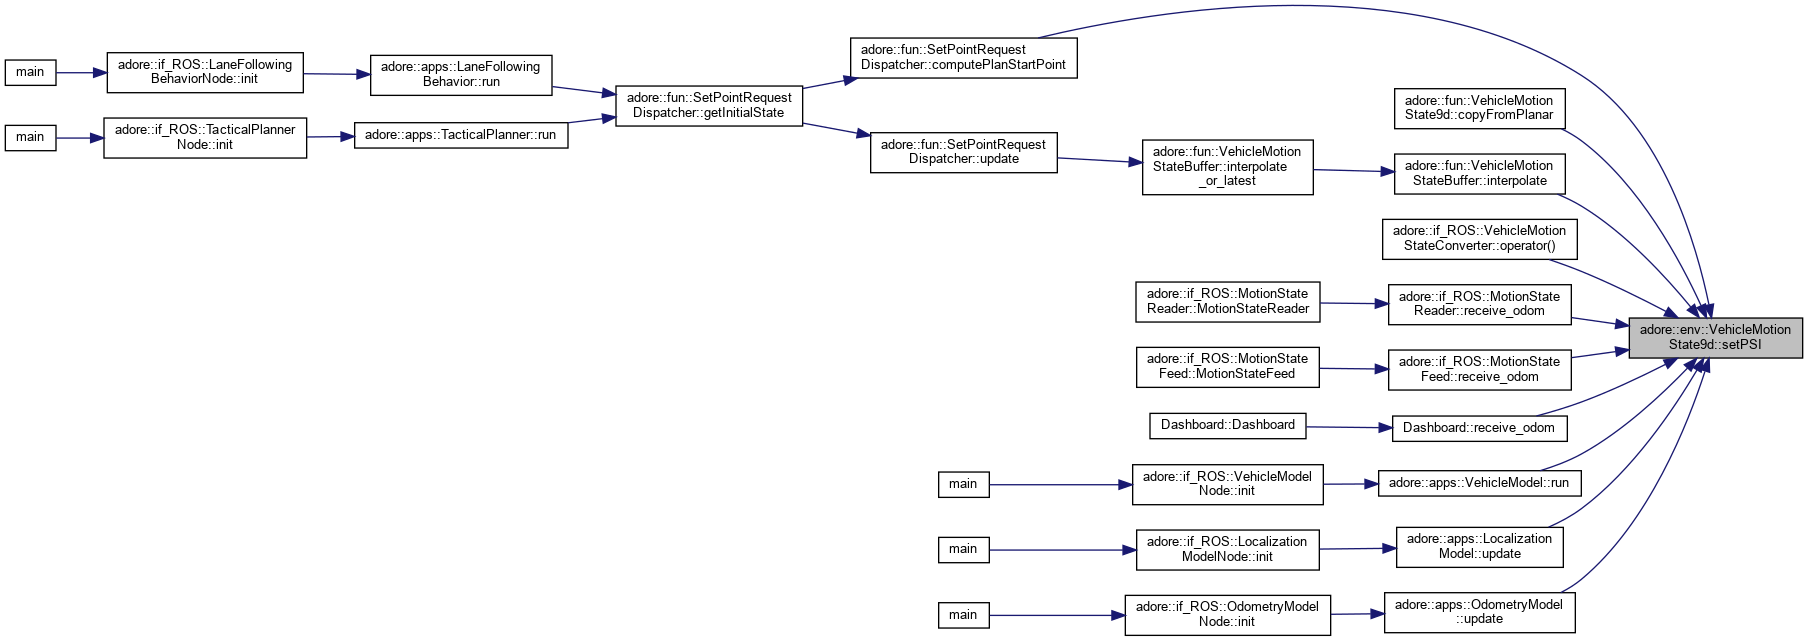 main
adore::if_ROS::LaneFollowing
BehaviorNode::init
adore::apps::LaneFollowing
Behavior::run
main
adore::if_ROS::TacticalPlanner
Node::init
adore::apps::TacticalPlanner::run
adore::fun::SetPointRequest
Dispatcher::getInitialState
adore::fun::SetPointRequest
Dispatcher::computePlanStartPoint
adore::fun::SetPointRequest
Dispatcher::update
adore::fun::VehicleMotion
StateBuffer::interpolate
_or_latest
adore::fun::VehicleMotion
State9d::copyFromPlanar
adore::fun::VehicleMotion
StateBuffer::interpolate
adore::if_ROS::VehicleMotion
StateConverter::operator()
adore::if_ROS::MotionState
Reader::MotionStateReader
adore::if_ROS::MotionState
Reader::receive_odom
adore::env::VehicleMotion
State9d::setPSI
adore::if_ROS::MotionState
Feed::MotionStateFeed
adore::if_ROS::MotionState
Feed::receive_odom
Dashboard::Dashboard
Dashboard::receive_odom
main
adore::if_ROS::VehicleModel
Node::init
adore::apps::VehicleModel::run
main
adore::if_ROS::Localization
ModelNode::init
adore::apps::Localization
Model::update
main
adore::if_ROS::OdometryModel
Node::init
adore::apps::OdometryModel
::update